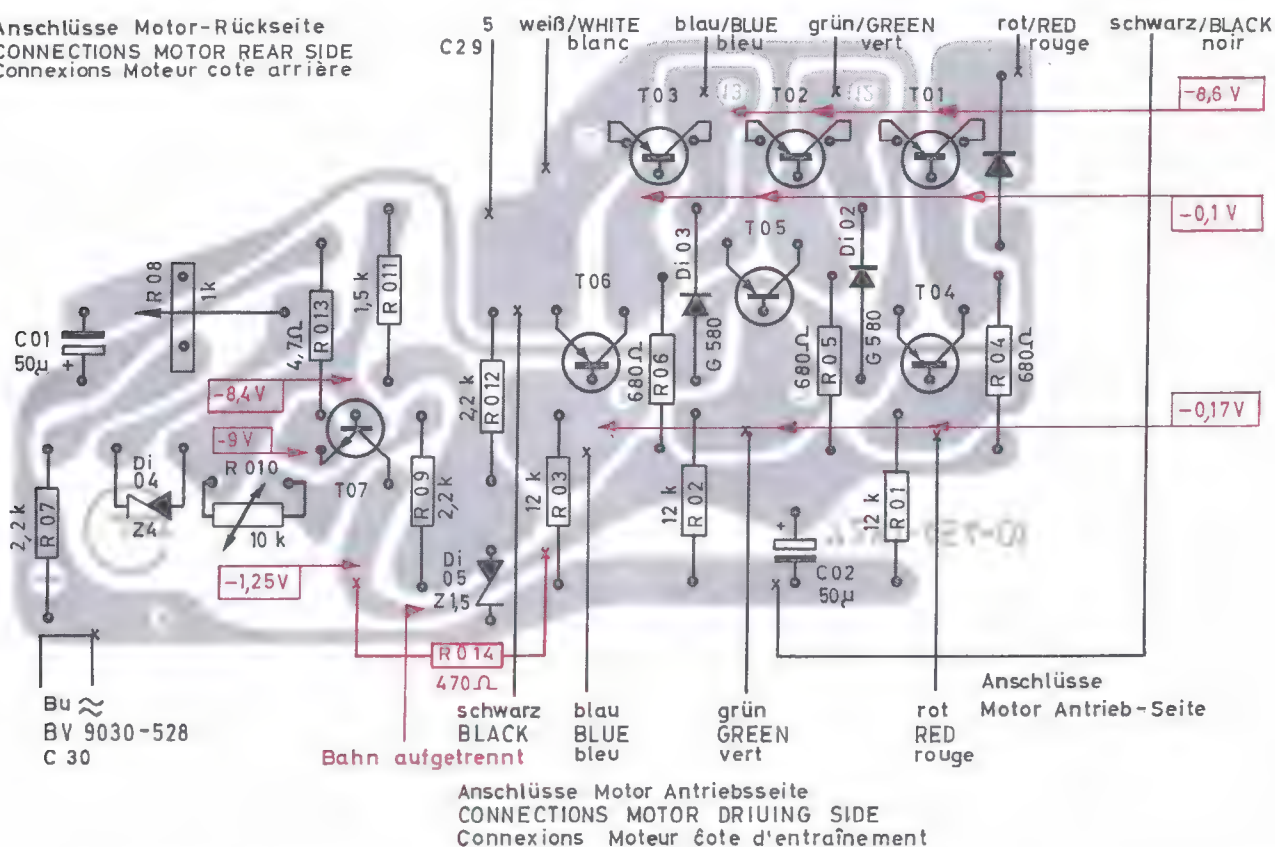 Anschlüsse Motor-Rückseite
CONNECTIONS MOTOR REAR SIDE
Connexions Moteur cote arrière
5
C29
weiß/WHITE
blanc
blau/BLUE
bleu
grün/GREEN
vert
rot/RED
rouge
schwarz/BLACK
noir
T03
T02
T01
-8,6 V
-0,1 V
T05
Di 03
Di 02
T06
T04
R 08
1k
R 013
4,7Ω
1,5 k
R 011
C01
50µ
+
2,2 k
R 012
680Ω
R 06
G 580
680Ω
R 05
G 580
R 04
680Ω
-8,4 V
-9 V
-0,17 V
Di
04
Z4
R 010
10 k
T07
R 09
2,2 k
12 k
R 03
12 k
R 02
12 k
R 01
2,2 k
R 07
+
C02
50µ
-1,25V
Di
05
Z1,5
R 014
470Ω
Bu ≈
BV 9030-528
C 30
Bahn aufgetrennt
schwarz
BLACK
blau
BLUE
bleu
grün
GREEN
vert
rot
RED
rouge
Anschlüsse
Motor Antrieb-Seite
Anschlüsse Motor Antriebsseite
CONNECTIONS MOTOR DRIUING SIDE
Connexions Moteur ĉote d'entraînement